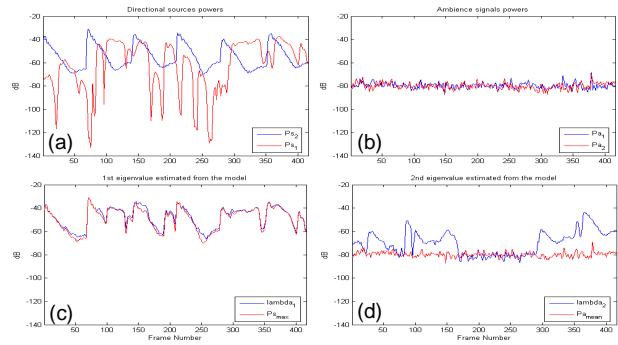 Directional sources powers
-20
-40
-60
-80
-100
-120
-140
dB
50 100 150 200 250 300 350 400
(a)
Ps2
Ps1
Ambience signals powers
-20
-40
-60
-80
-100
-120
-140
dB
50 100 150 200 250 300 350 400
(b)
Pa1
Pa2
1st eigenvalue estimated from the model
-20
-40
-60
-80
-100
-120
-140
dB
50 100 150 200 250 300 350 400
Frame Number
(c)
lambda1
Psmax
2nd eigenvalue estimated from the model
-20
-40
-60
-80
-100
-120
-140
dB
50 100 150 200 250 300 350 400
Frame Number
(d)
lambda2
Pamean